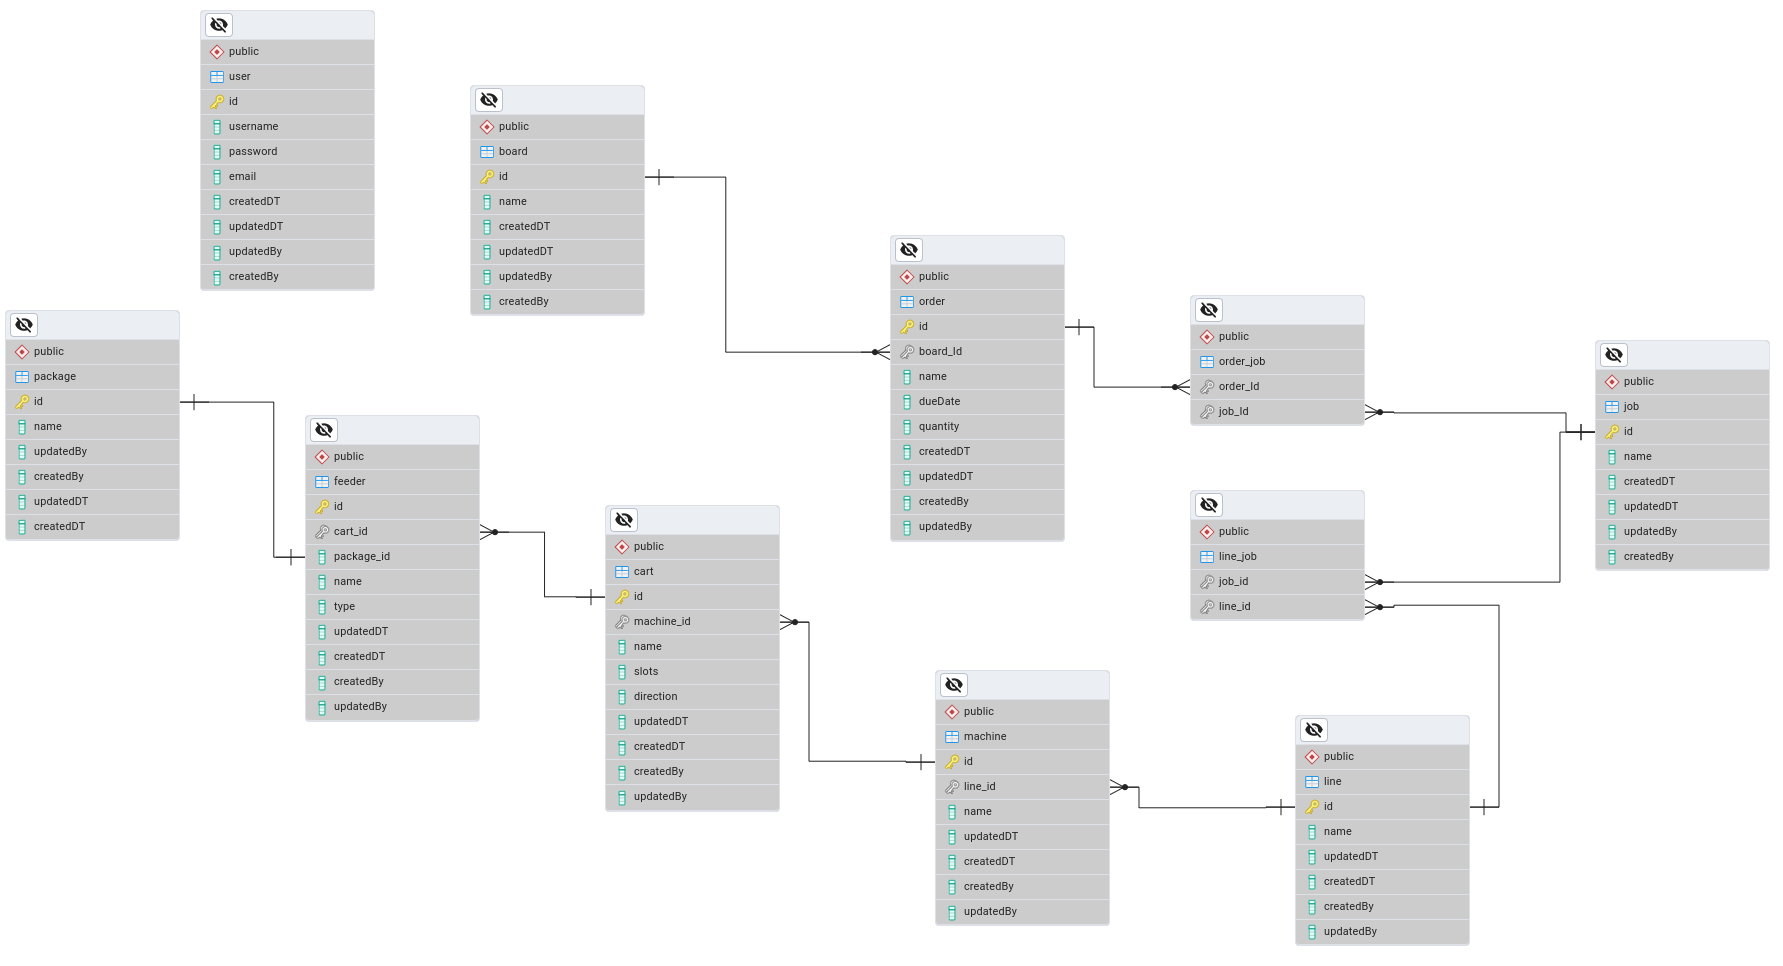 public
user
id
username
password
email
createdDT
updatedDT
updatedBy
createdBy
public
board
id
name
createdDT
updatedDT
updatedBy
createdBy
public
order
id
board_Id
name
dueDate
quantity
createdDT
updatedDT
createdBy
updatedBy
public
order_job
order_Id
job_Id
public
package
id
name
updatedBy
createdBy
updatedDT
createdDT
public
job
id
name
createdDT
updatedDT
updatedBy
createdBy
public
feeder
id
cart_id
package_id
name
type
updatedDT
createdDT
createdBy
updatedBy
public
line_job
job_id
line_id
public
cart
id
machine_id
name
slots
direction
updatedDT
createdDT
createdBy
updatedBy
public
machine
id
line_id
name
updatedDT
createdDT
createdBy
updatedBy
public
line
id
name
updatedDT
createdDT
createdBy
updatedBy